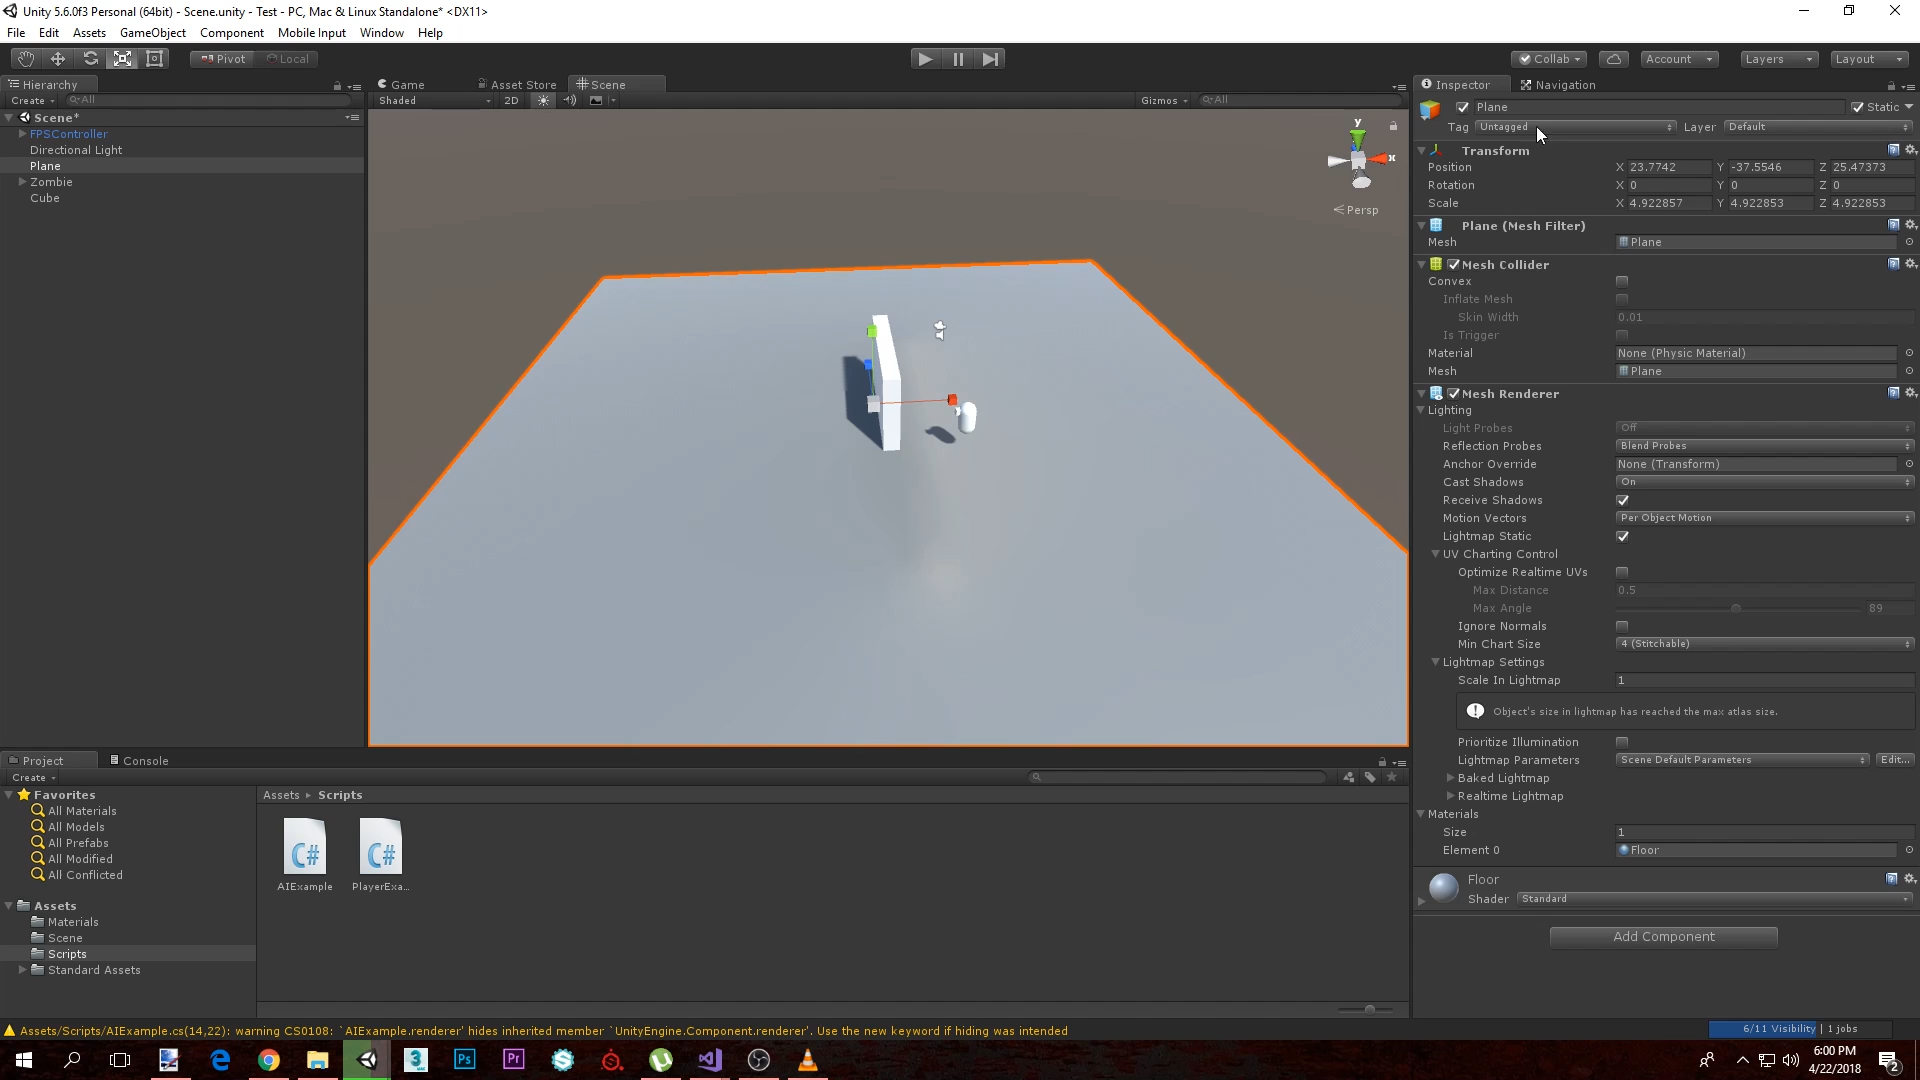 Unity 5.6.0f3 Personal (64bit) - Scene.unity - Test - PC, Mac & Linux Standalone* <DX11>
File Edit Assets GameObject Component Mobile Input Window Help
Pivot Local Collab Account Layers Layout
Hierarchy
Create All
Scene*
FPSController
Directional Light
Plane
Zombie
Cube
Game Asset Store Scene
Shaded 2D Gizmos All
y
x
Persp
Inspector Navigation
Plane Static
Tag Untagged Layer Default
Transform
Position X 23.7742 Y -37.5546 Z 25.47373
Rotation X 0 Y 0 Z 0
Scale X 4.922857 Y 4.922853 Z 4.922853
Plane (Mesh Filter)
Mesh Plane
Mesh Collider
Convex
Inflate Mesh
Skin Width 0.01
Is Trigger
Material None (Physic Material)
Mesh Plane
Mesh Renderer
Lighting
Light Probes Off
Reflection Probes Blend Probes
Anchor Override None (Transform)
Cast Shadows On
Receive Shadows
Motion Vectors Per Object Motion
Lightmap Static
UV Charting Control
Optimize Realtime UVs
Max Distance 0.5
Max Angle 89
Ignore Normals
Min Chart Size 4 (Stitchable)
Lightmap Settings
Scale In Lightmap 1
Object's size in lightmap has reached the max atlas size.
Prioritize Illumination
Lightmap Parameters Scene Default Parameters Edit...
Baked Lightmap
Realtime Lightmap
Materials
Size 1
Element 0 Floor
Floor
Shader Standard
Add Component
Project Console
Create
Favorites
All Materials
All Models
All Prefabs
All Modified
All Conflicted
Assets
Materials
Scene
Scripts
Standard Assets
Assets Scripts
C# C#
AIExample PlayerExa...
Assets/Scripts/AIExample.cs(14,22): warning CS0108: `AIExample.renderer' hides inherited member `UnityEngine.Component.renderer'. Use the new keyword if hiding was intended
6/11 Visibility | 1 jobs
3 Ps Pr
6:00 PM
4/22/2018
2